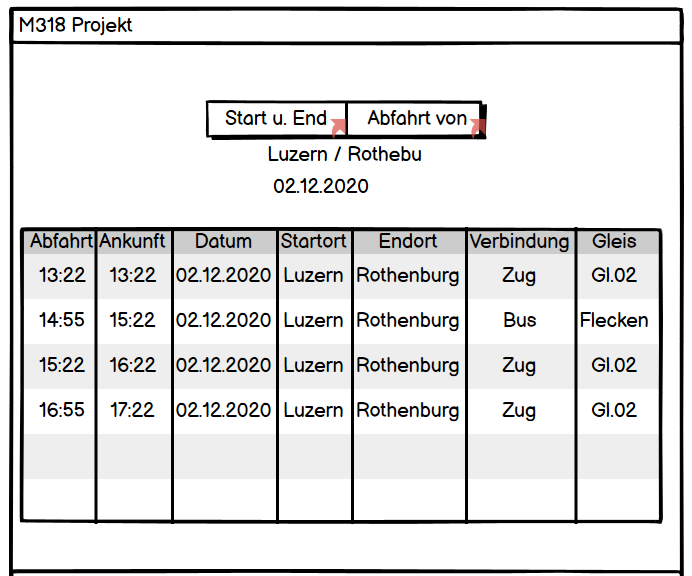 M318 Projekt
Start u. End Abfahrt von
Luzern / Rothebu
02.12.2020
Abfahrt Ankunft Datum Startort Endort Verbindung Gleis
13:22 13:22 02.12.2020 Luzern Rothenburg Zug Gl.02
14:55 15:22 02.12.2020 Luzern Rothenburg Bus Flecken
15:22 16:22 02.12.2020 Luzern Rothenburg Zug Gl.02
16:55 17:22 02.12.2020 Luzern Rothenburg Zug Gl.02